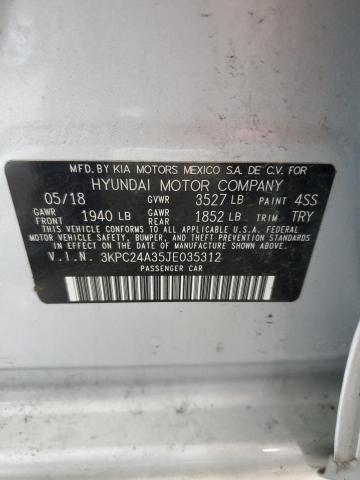 MFD. BY KIA MOTORS MEXICO S.A. DE C.V. FOR
HYUNDAI MOTOR COMPANY
05/18 GVWR 3527 LB PAINT 4SS
GAWR FRONT 1940 LB GAWR REAR 1852 LB TRIM TRY
THIS VEHICLE CONFORMS TO ALL APPLICABLE U.S.A. FEDERAL
MOTOR VEHICLE SAFETY, BUMPER, AND THEFT PREVENTION
STANDARDS IN EFFECT ON THE DATE OF MANUFACTURE SHOWN ABOVE.
V.I.N. 3KPC24A35JE035312
PASSENGER CAR